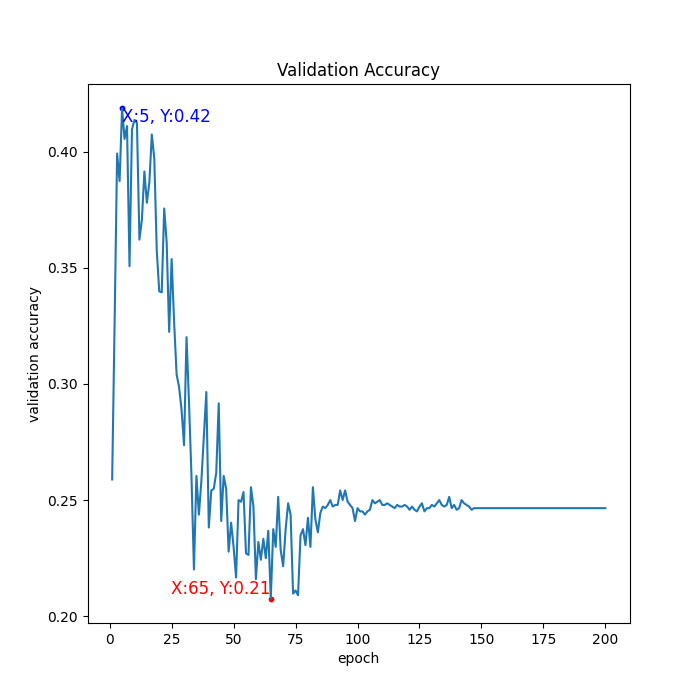 Validation Accuracy
X:5, Y:0.42
0.40
0.35
0.30
0.25
0.20
validation accuracy
X:65, Y:0.21
0 25 50 75 100 125 150 175 200
epoch